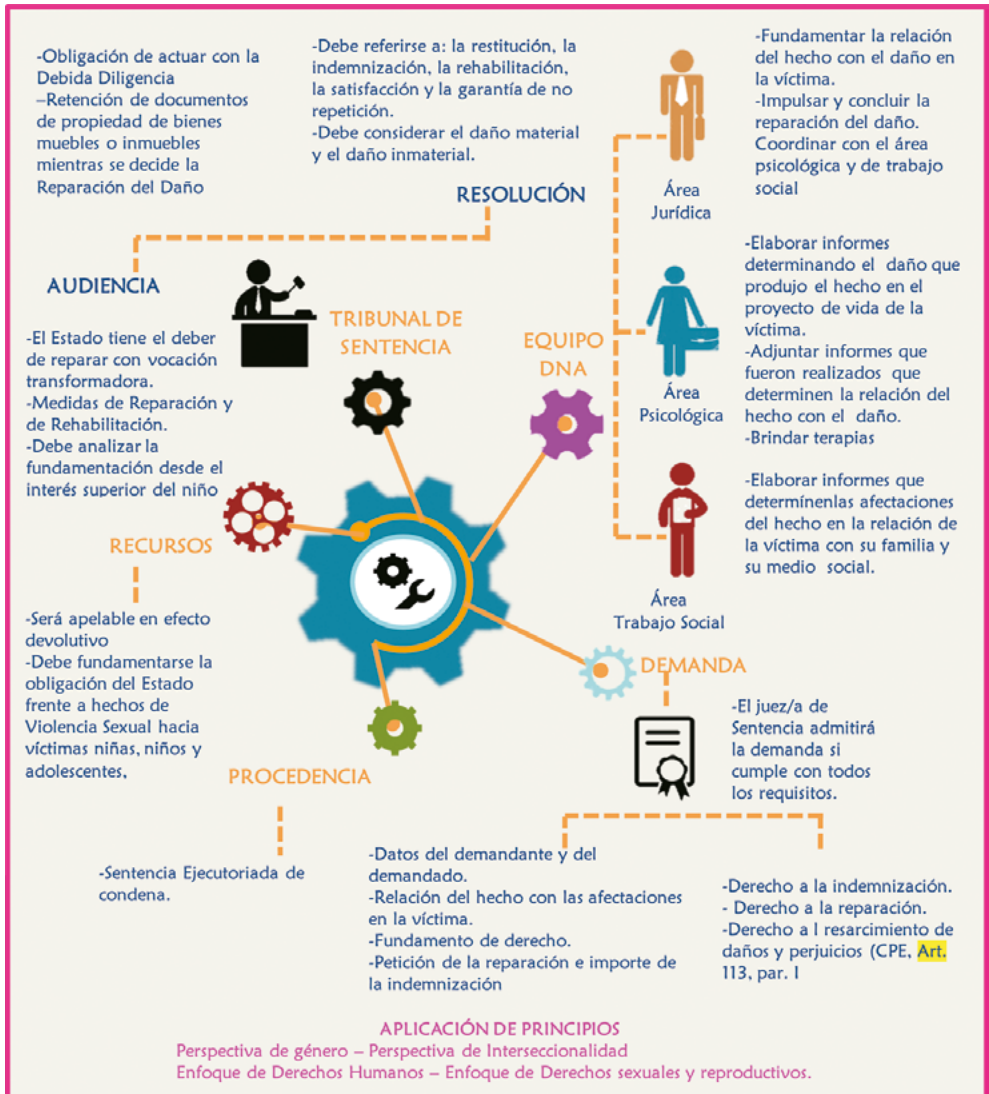 -Obligación de actuar con la
Debida Diligencia
–Retención de documentos
de propiedad de bienes
muebles o inmuebles
mientras se decide la
Reparación del Daño
-Debe referirse a: la restitución, la
indemnización, la rehabilitación,
la satisfacción y la garantía de no
repetición.
-Debe considerar el daño material
y el daño inmaterial.
RESOLUCIÓN
-Fundamentar la relación
del hecho con el daño en
la víctima.
-Impulsar y concluir la
reparación del daño.
Coordinar con el área
psicológica y de trabajo
social
Área
Jurídica
AUDIENCIA
-El Estado tiene el deber
de reparar con vocación
transformadora.
-Medidas de Reparación y
de Rehabilitación.
-Debe analizar la
fundamentación desde el
interés superior del niño
TRIBUNAL DE
SENTENCIA
EQUIPO
DNA
-Elaborar informes
determinando el daño que
produjo el hecho en el
proyecto de vida de la
víctima.
-Adjuntar informes que
fueron realizados que
determinen la relación del
hecho con el daño.
-Brindar terapias
Área
Psicológica
-Elaborar informes que
determínenlas afectaciones
del hecho en la relación de
la víctima con su familia y
su medio social.
Área
Trabajo Social
RECURSOS
-Será apelable en efecto
devolutivo
-Debe fundamentarse la
obligación del Estado
frente a hechos de
Violencia Sexual hacia
víctimas niñas, niños y
adolescentes,
DEMANDA
-El juez/a de
Sentencia admitirá
la demanda si
cumple con todos
los requisitos.
PROCEDENCIA
-Sentencia Ejecutoriada de
condena.
-Datos del demandante y del
demandado.
-Relación del hecho con las afectaciones
en la víctima.
-Fundamento de derecho.
-Petición de la reparación e importe de
la indemnización
-Derecho a la indemnización.
- Derecho a la reparación.
-Derecho a l resarcimiento de
daños y perjuicios (CPE, Art.
113, par. I
APLICACIÓN DE PRINCIPIOS
Perspectiva de género – Perspectiva de Interseccionalidad
Enfoque de Derechos Humanos – Enfoque de Derechos sexuales y reproductivos.